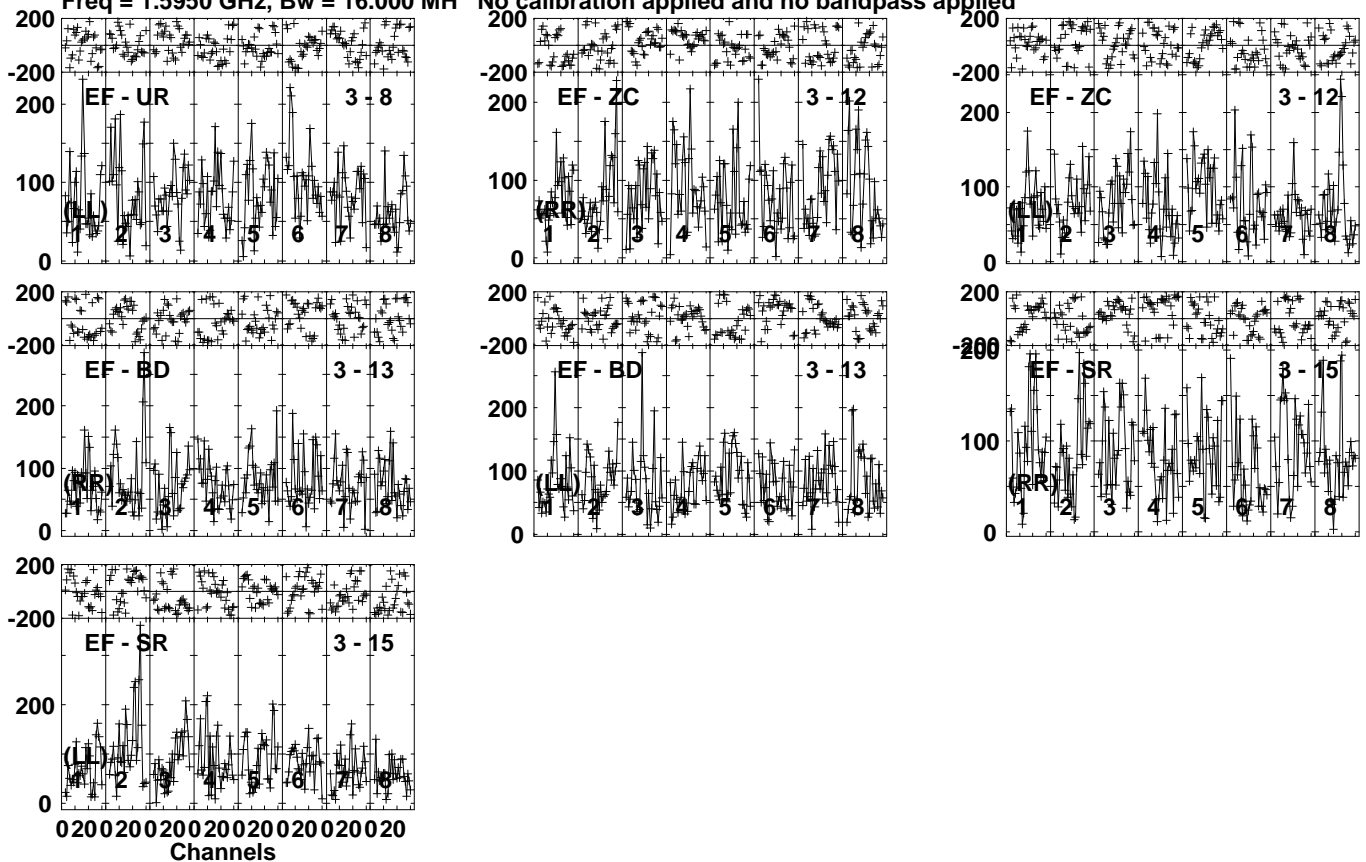 Freq = 1.5950 GHz, Bw = 16.000 MH No calibration applied and no bandpass applied
200 200 200
-200 -200 -200
EF - UR 3 - 8 EF - ZC 3 - 12 EF - ZC 3 - 12
200 200 200
100 100 100
(LL) (RR) (LL)
1 2 3 4 5 6 7 8 1 2 3 4 5 6 7 8 1 2 3 4 5 6 7 8
0 0 0
200 200 200
-200 -200 -200
200
EF - BD 3 - 13 EF - BD 3 - 13 EF - SR 3 - 15
200 200
100 100 100
(RR) (LL) (RR)
1 2 3 4 5 6 7 8 1 2 3 4 5 6 7 8 1 2 3 4 5 6 7 8
0 0 0
200
-200
EF - SR 3 - 15
200
(LL)
1 2 3 4 5 6 7 8
0
0 20 0 20 0 20 0 20 0 20 0 20 0 20 0 20
Channels